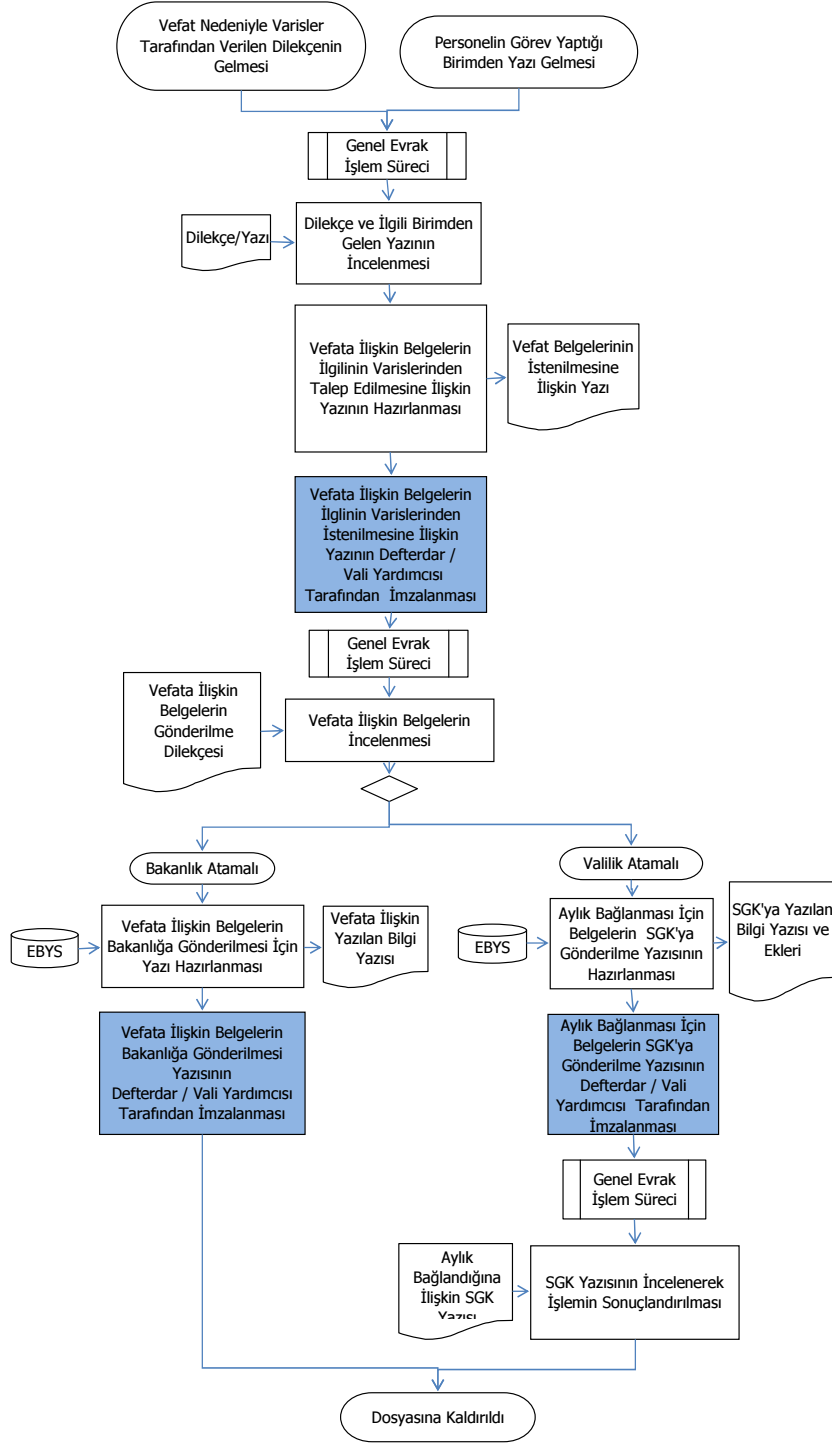 Vefat Nedeniyle Varisler
Tarafından Verilen Dilekçenin
Gelmesi
Personelin Görev Yaptığı
Birimden Yazı Gelmesi
Genel Evrak
İşlem Süreci
Dilekçe/Yazı
Dilekçe ve İlgili Birimden
Gelen Yazının
İncelenmesi
Vefata İlişkin Belgelerin
İlgilinin Varislerinden
Talep Edilmesine İlişkin
Yazının Hazırlanması
Vefat Belgelerinin
İstenilmesine
İlişkin Yazı
Vefata İlişkin Belgelerin
İlglinin Varislerinden
İstenilmesine İlişkin
Yazının Defterdar /
Vali Yardımcısı
Tarafından İmzalanması
Genel Evrak
İşlem Süreci
Vefata İlişkin
Belgelerin
Gönderilme
Dilekçesi
Vefata İlişkin Belgelerin
İncelenmesi
Bakanlık Atamalı
Valilik Atamalı
EBYS
Vefata İlişkin Belgelerin
Bakanlığa Gönderilmesi İçin
Yazı Hazırlanması
Vefata İlişkin
Yazılan Bilgi
Yazısı
EBYS
Aylık Bağlanması İçin
Belgelerin SGK'ya
Gönderilme Yazısının
Hazırlanması
SGK'ya Yazılan
Bilgi Yazısı ve
Ekleri
Vefata İlişkin Belgelerin
Bakanlığa Gönderilmesi
Yazısının
Defterdar / Vali Yardımcısı
Tarafından İmzalanması
Aylık Bağlanması İçin
Belgelerin SGK'ya
Gönderilme Yazısının
Defterdar / Vali
Yardımcısı Tarafından
İmzalanması
Genel Evrak
İşlem Süreci
Aylık
Bağlandığına
İlişkin SGK
Yazısı
SGK Yazısının İncelenerek
İşlemin Sonuçlandırılması
Dosyasına Kaldırıldı